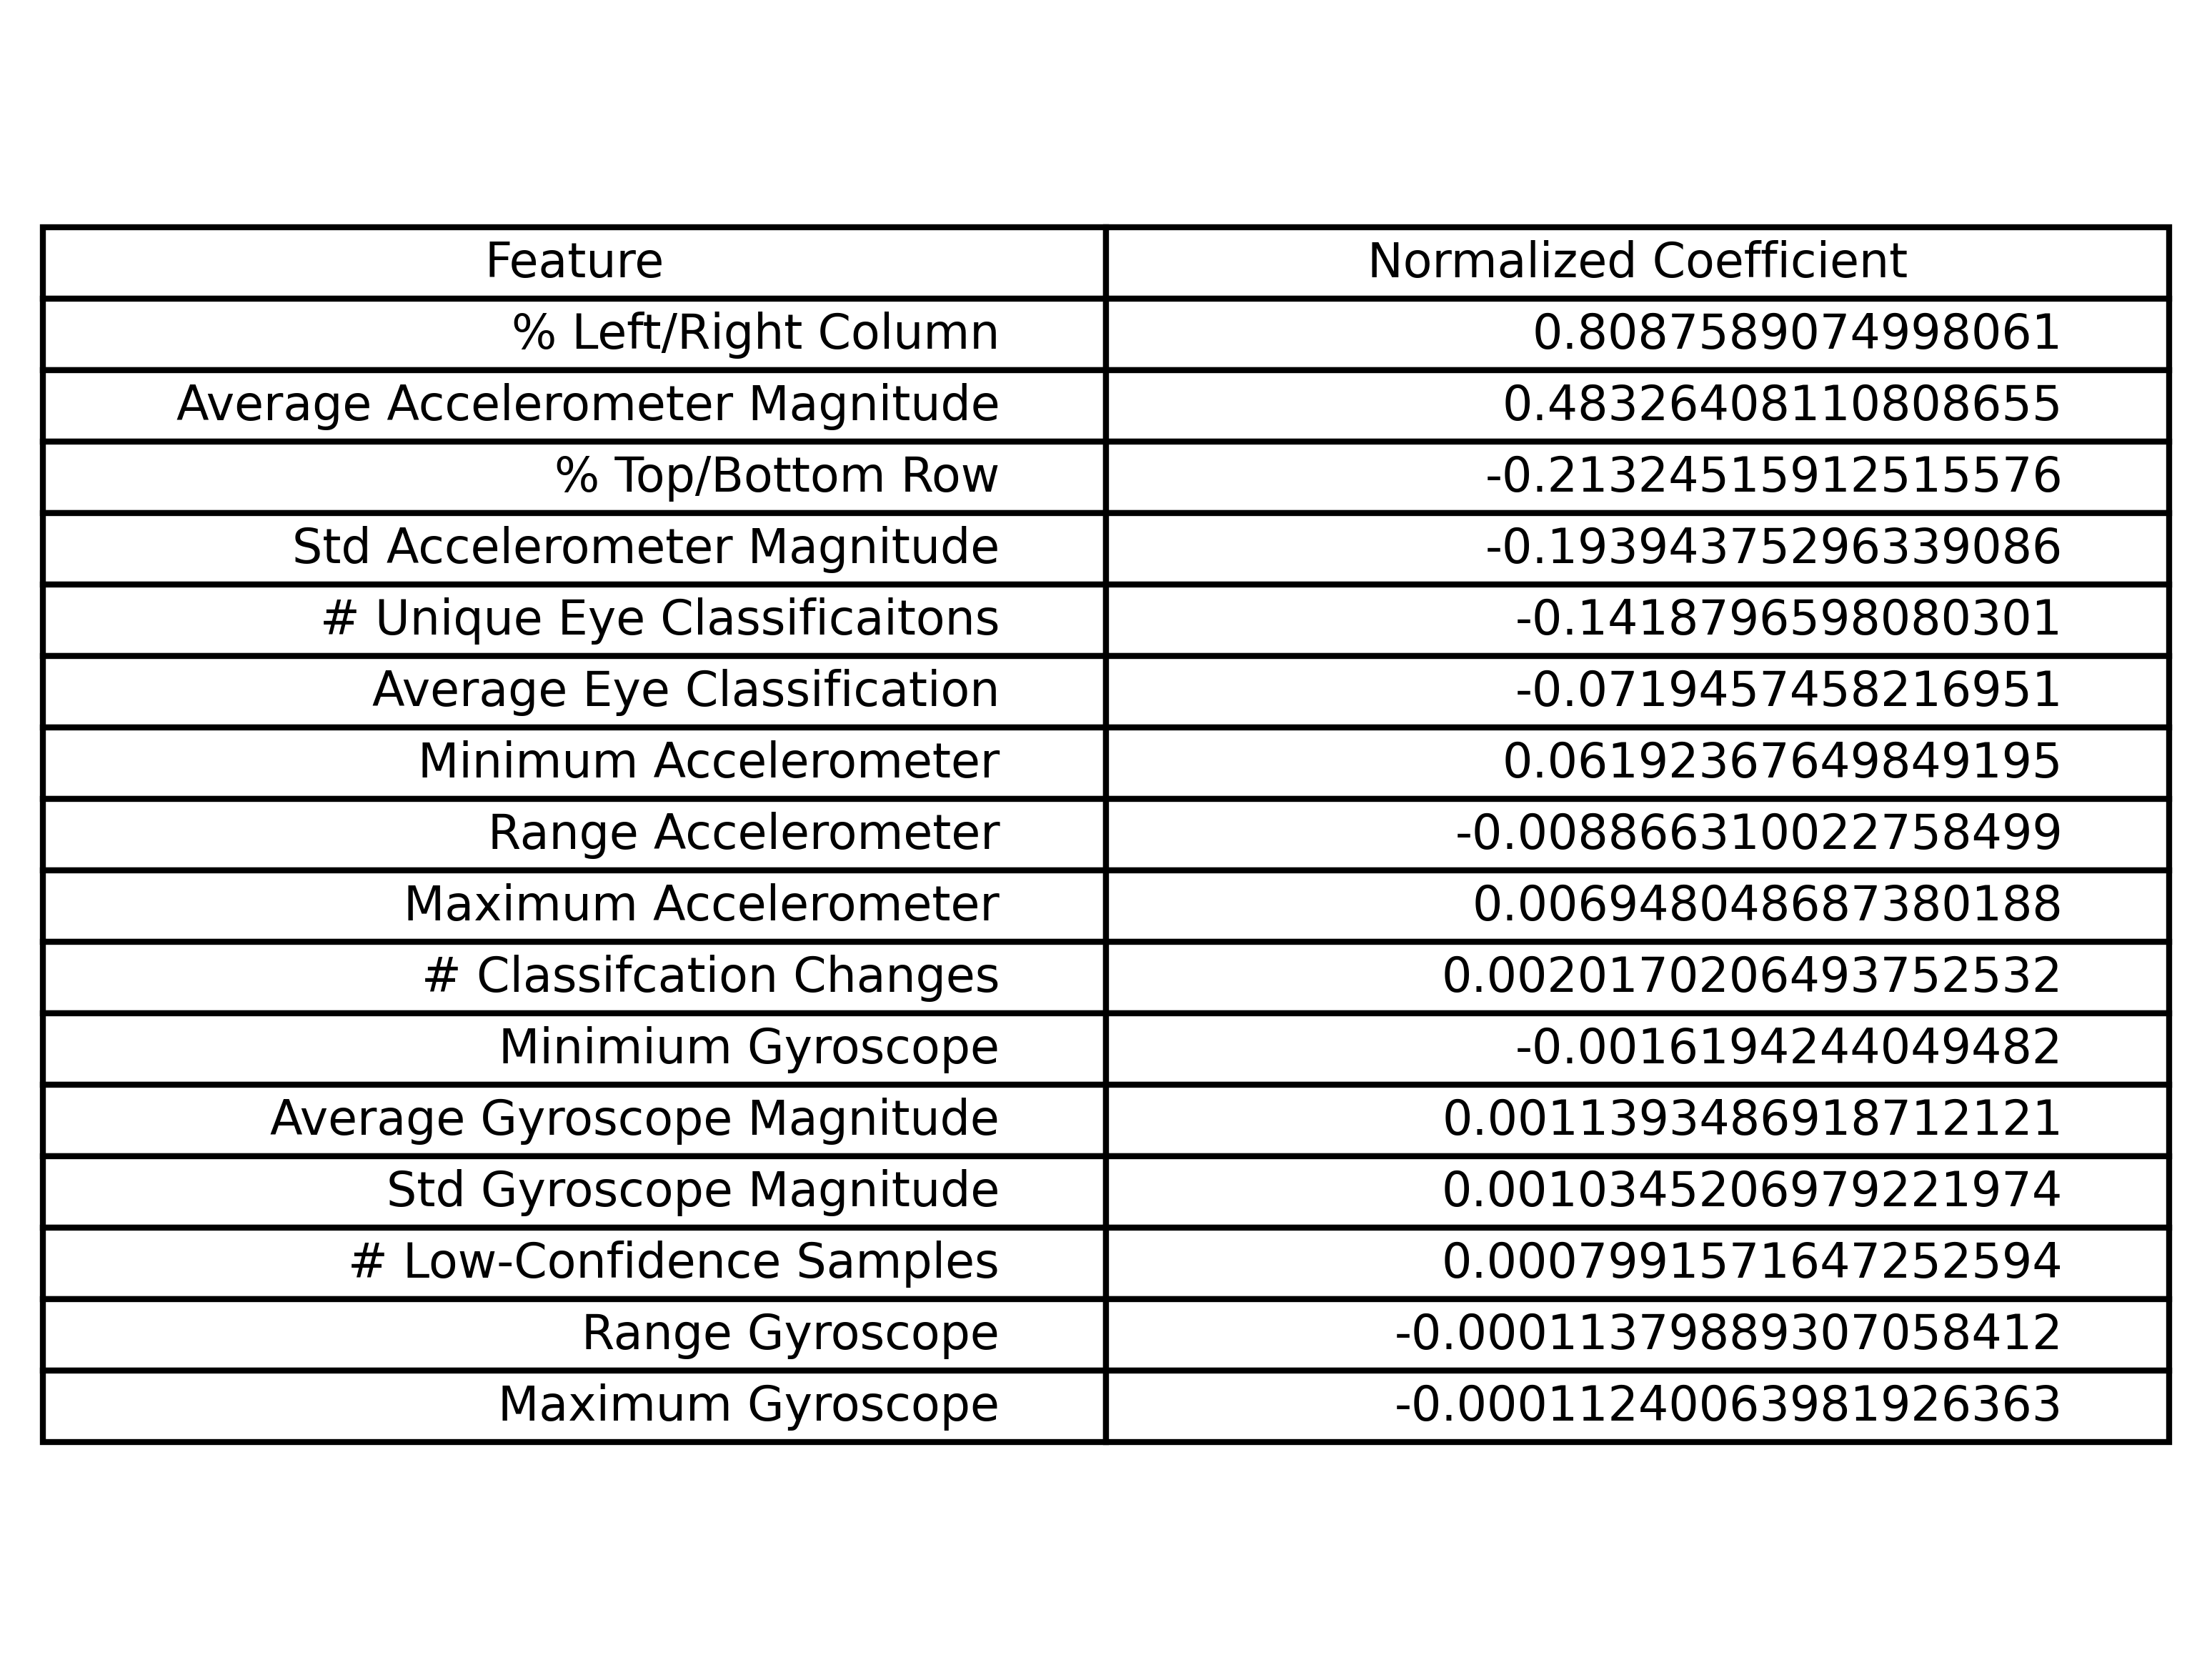 Feature Normalized Coefficient
% Left/Right Column 0.8087589074998061
Average Accelerometer Magnitude 0.48326408110808655
% Top/Bottom Row -0.21324515912515576
Std Accelerometer Magnitude -0.19394375296339086
# Unique Eye Classificaitons -0.1418796598080301
Average Eye Classification -0.0719457458216951
Minimum Accelerometer 0.06192367649849195
Range Accelerometer -0.008866310022758499
Maximum Accelerometer 0.006948048687380188
# Classifcation Changes 0.0020170206493752532
Minimium Gyroscope -0.0016194244049482
Average Gyroscope Magnitude 0.0011393486918712121
Std Gyroscope Magnitude 0.0010345206979221974
# Low-Confidence Samples 0.0007991571647252594
Range Gyroscope -0.00011379889307058412
Maximum Gyroscope -0.00011240063981926363